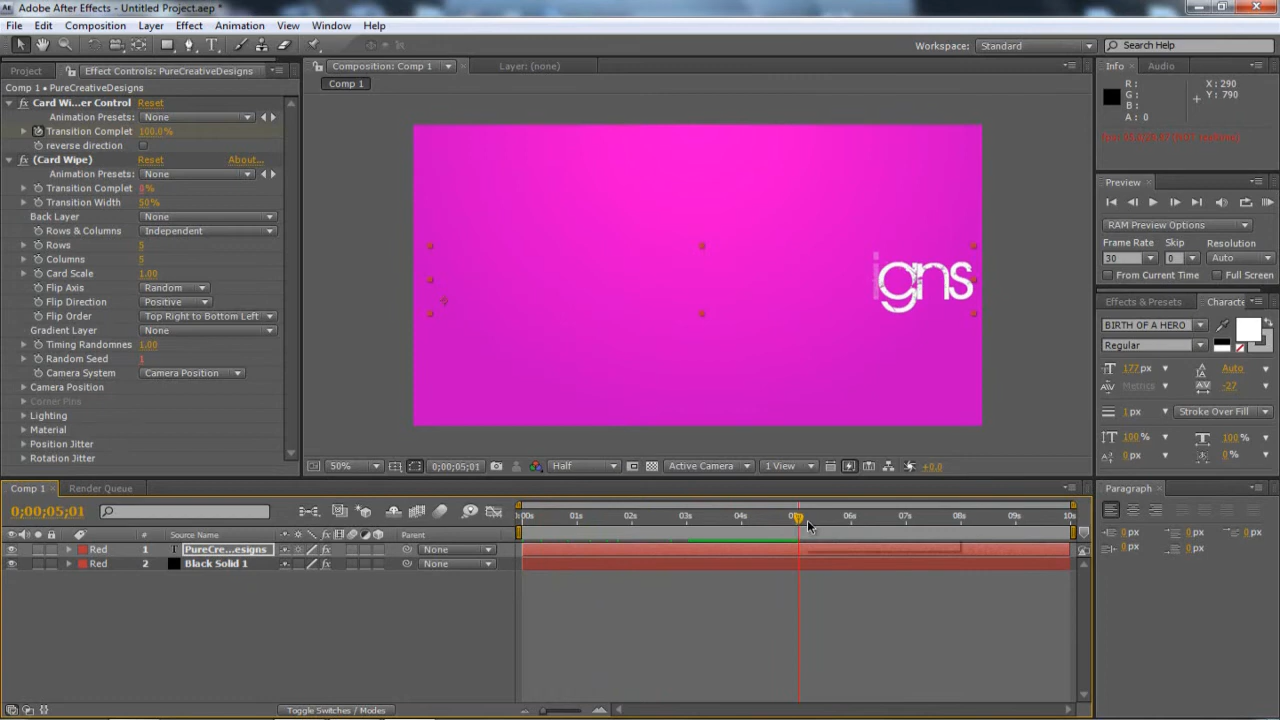 Adobe After Effects - Untitled Project.aep *
File Edit Composition Layer Effect Animation View Window Help
Workspace: Standard Search Help
Project Effect Controls: PureCreativeDesigns Composition: Comp 1 Layer: (none) Info Audio
Comp 1 • PureCreativeDesigns Comp 1
Card Wi...er Control Reset
Animation Presets: None
Transition Complet 100.0%
reverse direction
(Card Wipe) Reset About...
Animation Presets: None
Transition Complet 0%
Transition Width 50%
Back Layer None
Rows & Columns Independent
Rows 5
Columns 5
Card Scale 1.00
Flip Axis Random
Flip Direction Positive
Flip Order Top Right to Bottom Left
Gradient Layer None
Timing Randomnes 1.00
Random Seed 1
Camera System Camera Position
Camera Position
Corner Pins
Lighting
Material
Position Jitter
Rotation Jitter
igns
R: X: 290
G: Y: 790
B:
A: 0
Preview
RAM Preview Options
Frame Rate Skip Resolution
30 0 Auto
From Current Time Full Screen
Effects & Presets Characte
BIRTH OF A HERO
Regular
177 px Auto
Metrics -27
1 px Stroke Over Fill
100 % 100 %
0 px 0 %
50% 0;00;05;01 Half Active Camera 1 View +0.0
Comp 1 Render Queue
0;00;05;01
:00s 01s 02s 03s 04s 05s 06s 07s 08s 09s 10s
# Source Name Parent
Red 1 T PureCre...esigns None
Red 2 Black Solid 1 None
Toggle Switches / Modes
Paragraph
0 px 0 px 0 px
0 px 0 px